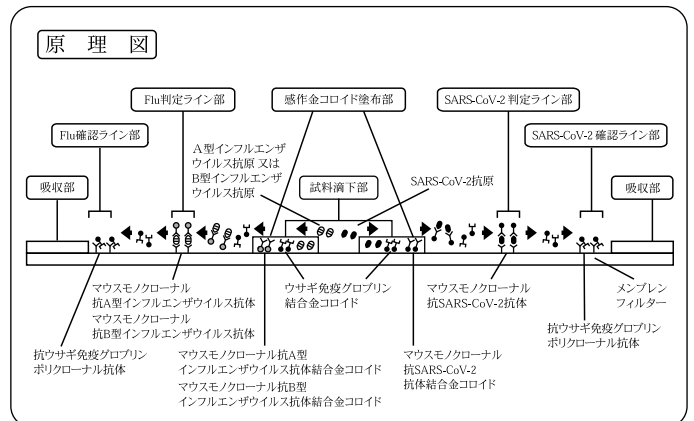 原理図
Flu判定ライン部
感作金コロイド塗布部
SARS-CoV-2 判定ライン部
Flu確認ライン部
SARS-CoV-2 確認ライン部
A型インフルエンザ
ウイルス抗原 又は
B型インフルエンザ
ウイルス抗原
吸収部
試料滴下部
SARS-CoV-2抗原
吸収部
マウスモノクローナル
抗A型インフルエンザウイルス抗体
マウスモノクローナル
抗B型インフルエンザウイルス抗体
ウサギ免疫グロブリン
結合金コロイド
マウスモノクローナル
抗SARS-CoV-2抗体
メンブレン
フィルター
抗ウサギ免疫グロブリン
ポリクローナル抗体
マウスモノクローナル抗A型
インフルエンザウイルス抗体結合金コロイド
マウスモノクローナル抗B型
インフルエンザウイルス抗体結合金コロイド
マウスモノクローナル
抗SARS-CoV-2
抗体結合金コロイド
抗ウサギ免疫グロブリン
ポリクローナル抗体